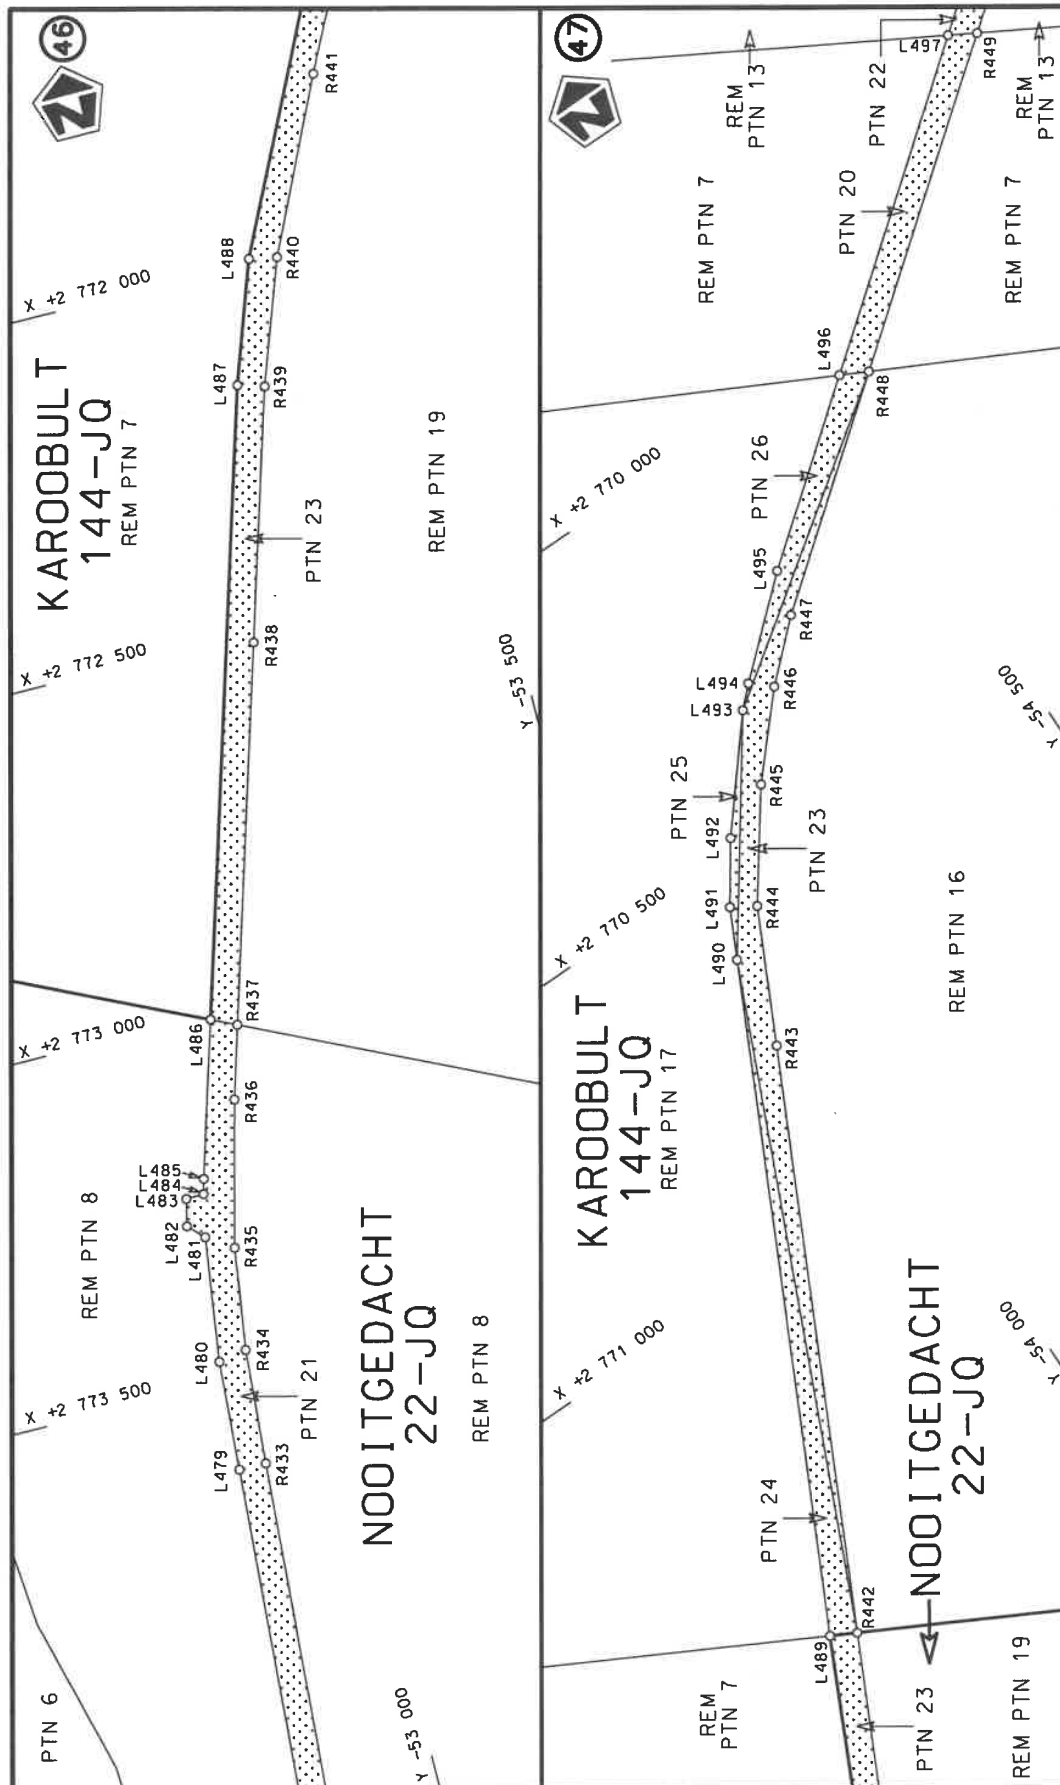 46
N
KAROOBULT
144-JQ
REM PTN 7
X +2 772 000
X +2 772 500
X +2 773 000
X +2 773 500
PTN 6
REM PTN 8
L479
L480
L481
L482
L483
L484
L485
L486
L487
L488
R433
R434
R435
R436
R437
R438
R439
R440
R441
PTN 21
PTN 23
REM PTN 19
NOOITGEDACHT
22-JQ
REM PTN 8
Y -53 000
Y -53 500
47
N
KAROOBULT
144-JQ
REM PTN 17
X +2 770 000
X +2 770 500
X +2 771 000
REM
PTN 7
L489
L490
L491
L492
L493
L494
L495
L496
L497
R442
R443
R444
R445
R446
R447
R448
R449
PTN 24
PTN 25
PTN 23
PTN 26
PTN 20
PTN 22
REM PTN 7
REM
PTN 13
REM PTN 7
REM
PTN 13
REM PTN 16
NOOITGEDACHT
22-JQ
PTN 23
REM PTN 19
Y -54 000
Y -54 500